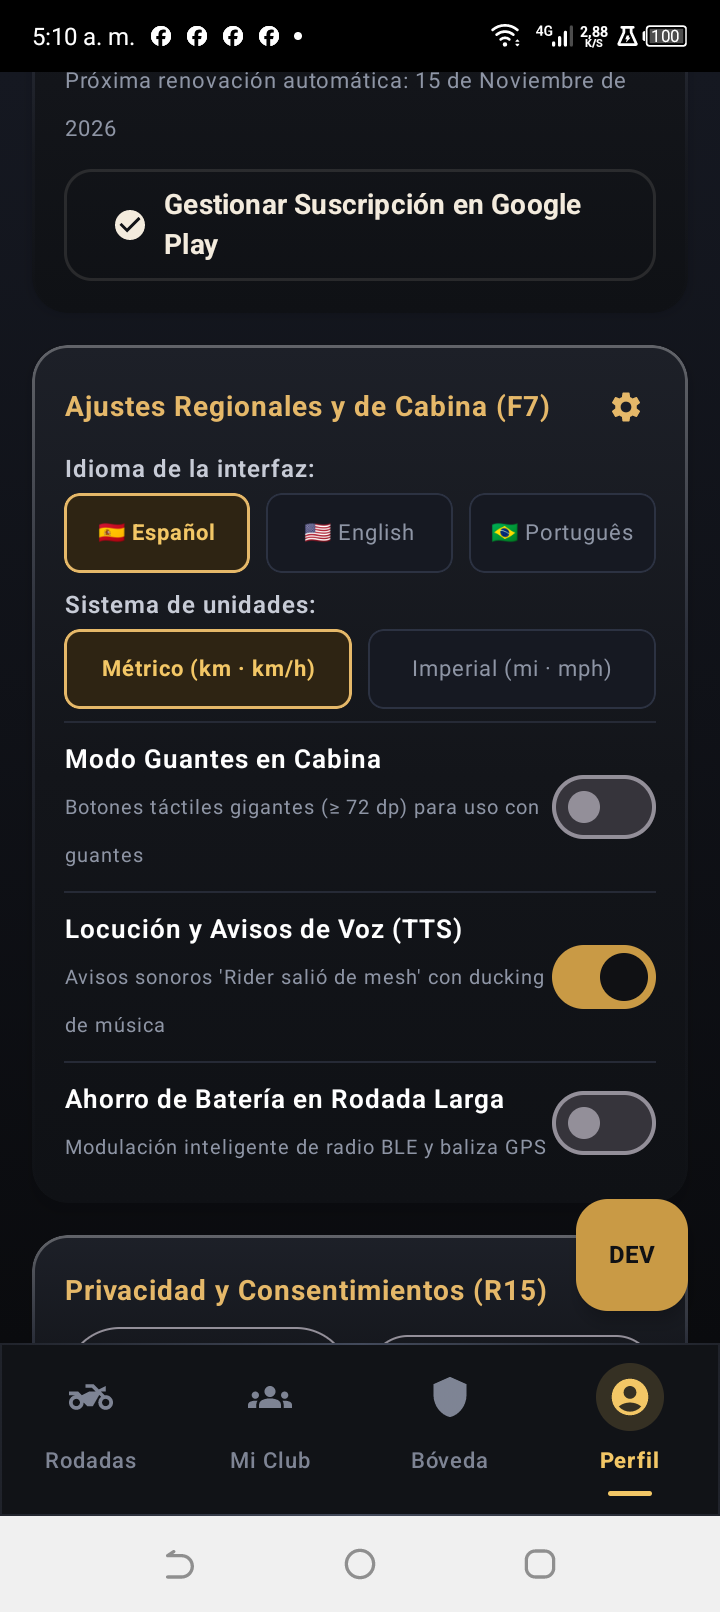 5:10 a. m.
4G
2,88
K/S
100
Próxima renovación automática: 15 de Noviembre de
2026
Gestionar Suscripción en Google
Play
Ajustes Regionales y de Cabina (F7)
Idioma de la interfaz:
🇪🇸 Español
🇺🇸 English
🇧🇷 Português
Sistema de unidades:
Métrico (km · km/h)
Imperial (mi · mph)
Modo Guantes en Cabina
Botones táctiles gigantes (≥ 72 dp) para uso con
guantes
Locución y Avisos de Voz (TTS)
Avisos sonoros 'Rider salió de mesh' con ducking
de música
Ahorro de Batería en Rodada Larga
Modulación inteligente de radio BLE y baliza GPS
DEV
Privacidad y Consentimientos (R15)
Rodadas
Mi Club
Bóveda
Perfil